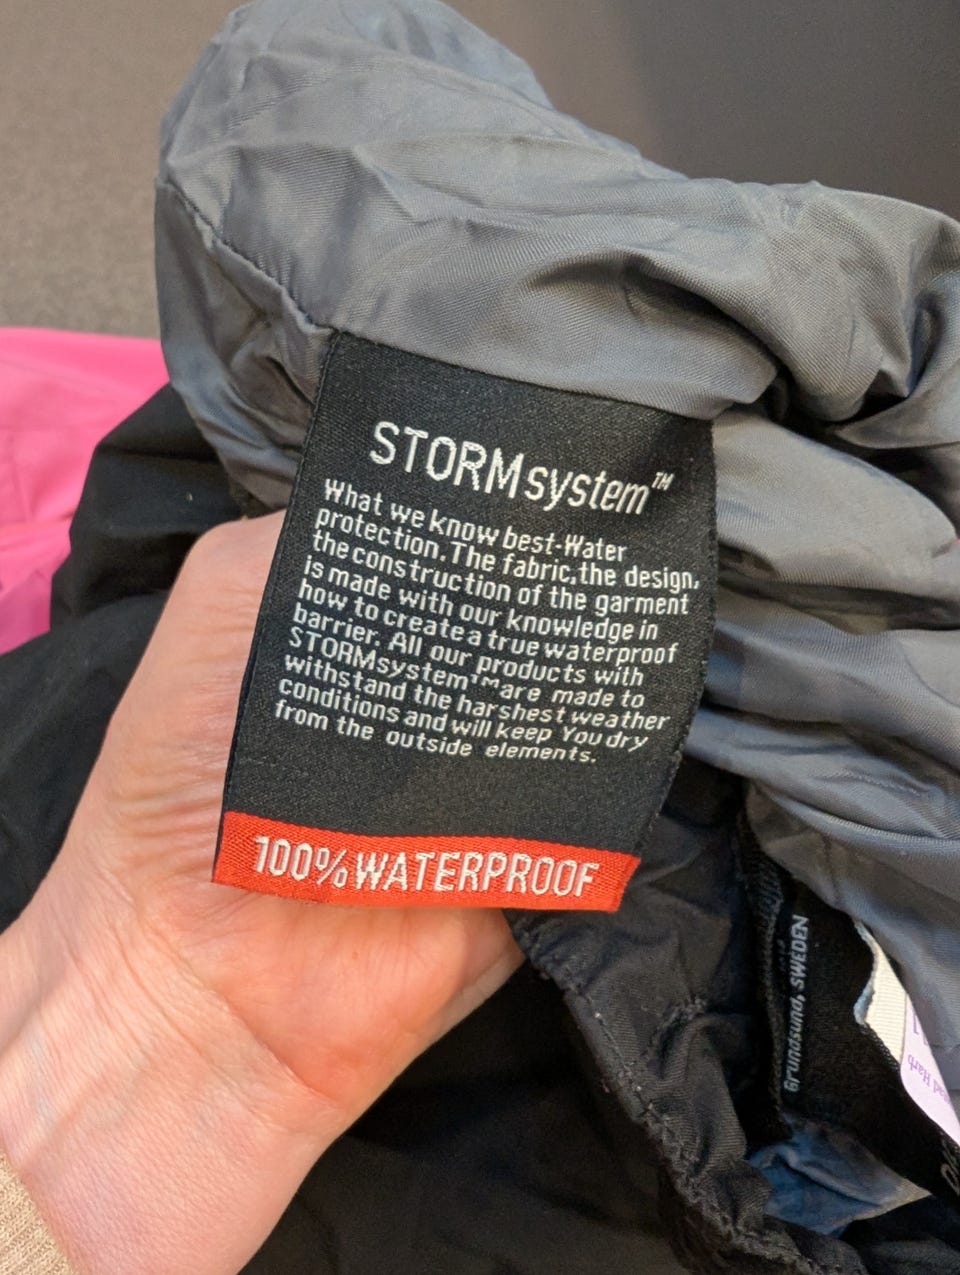 STORMsystem™
What we know best-Water
protection.The fabric,the design,
the construction of the garment
is made with our knowledge in
how to create a true waterproof
barrier. All our products with
STORMsystem™are made to
withstand the harshest weather
conditions and will keep You dry
from the outside elements.
100% WATERPROOF
Grundsund, SWEDEN